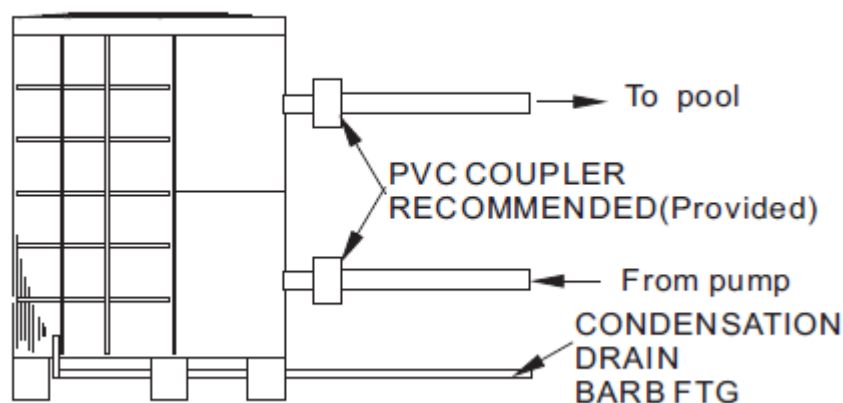 To pool
PVC COUPLER
RECOMMENDED(Provided)
From pump
CONDENSATION
DRAIN
BARB FTG